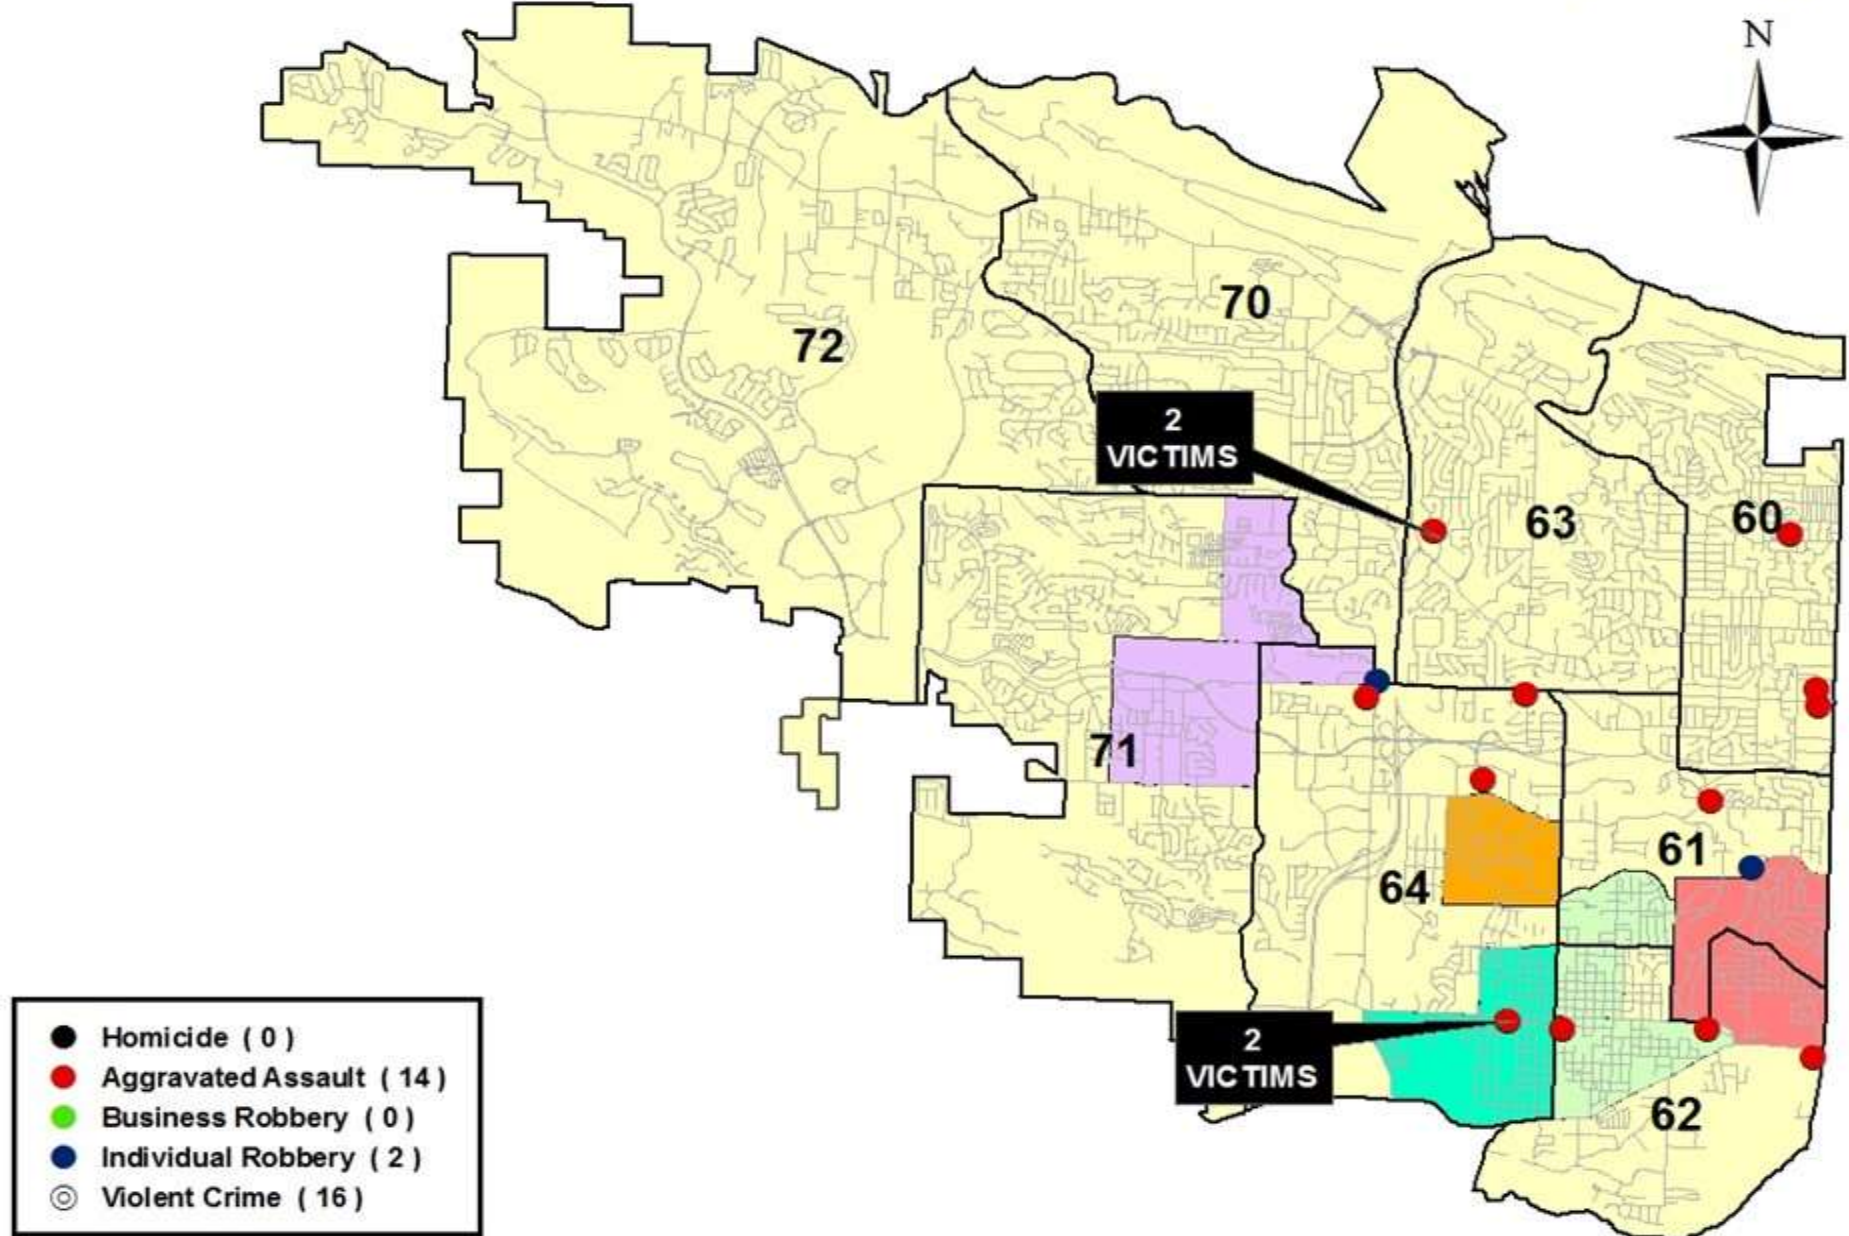 N
70
72
2
VICTIMS
63
60
71
61
64
2
VICTIMS
62
Homicide ( 0 )
Aggravated Assault ( 14 )
Business Robbery ( 0 )
Individual Robbery ( 2 )
Violent Crime ( 16 )